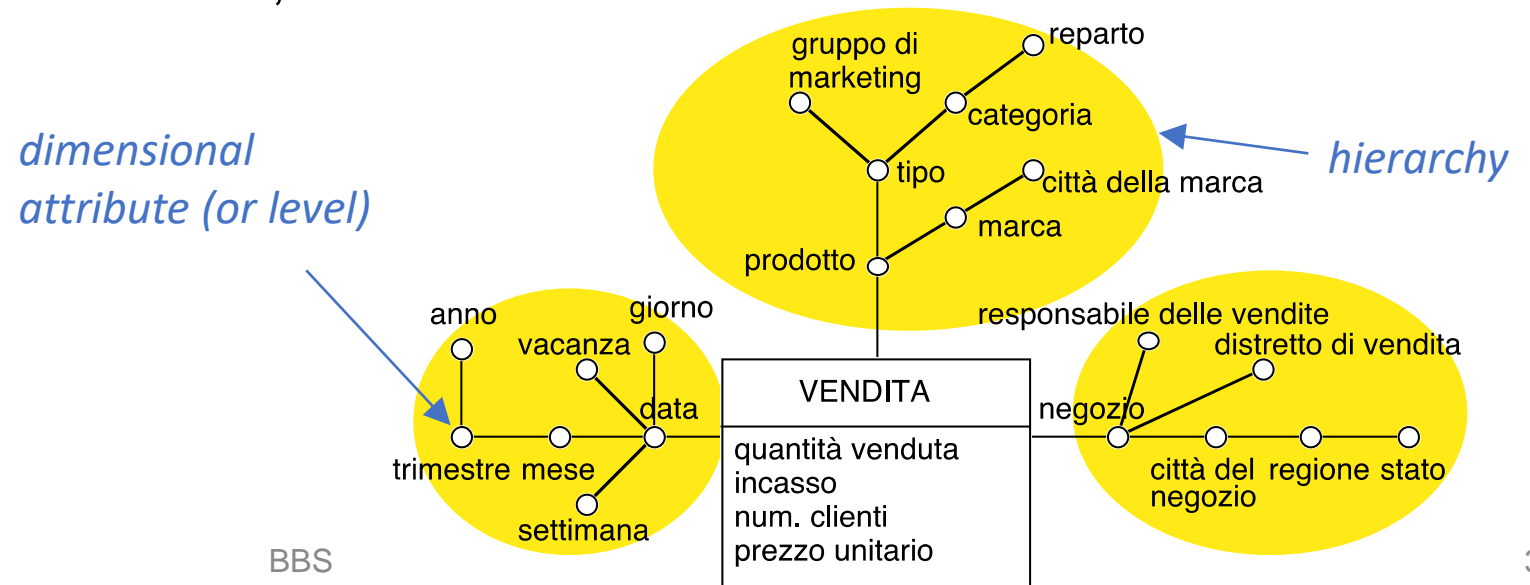 gruppo di
marketing
reparto
categoria
dimensional
attribute (or level)
hierarchy
tipo
città della marca
marca
prodotto
anno
giorno
vacanza
responsabile delle vendite
distretto di vendita
VENDITA
data
negozio
quantità venduta
incasso
num. clienti
prezzo unitario
trimestre mese
settimana
città del
negozio
regione stato
BBS